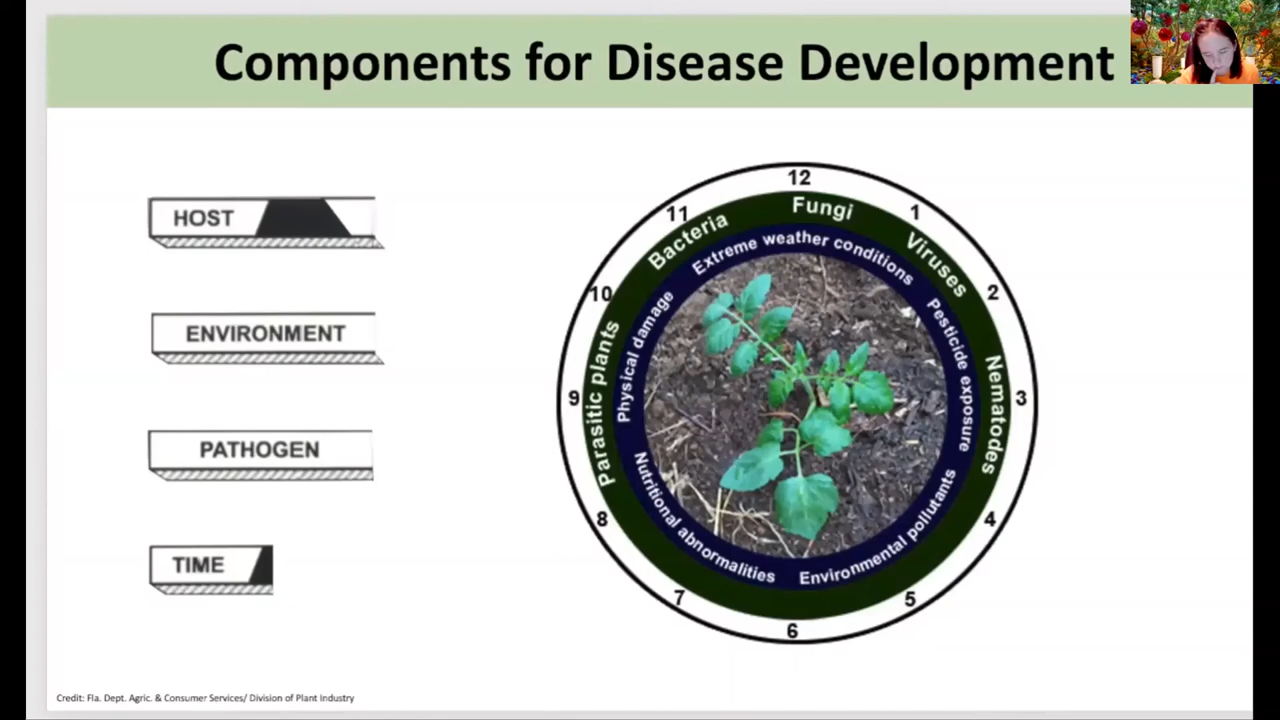 Components for Disease Development
HOST
ENVIRONMENT
PATHOGEN
TIME
12
1
2
3
4
5
6
7
8
9
10
11
Fungi
Viruses
Nematodes
Parasitic plants
Bacteria
Extreme weather conditions
Pesticide exposure
Environmental pollutants
Nutritional abnormalities
Physical damage
Credit: Fla. Dept. Agric. & Consumer Services/ Division of Plant Industry